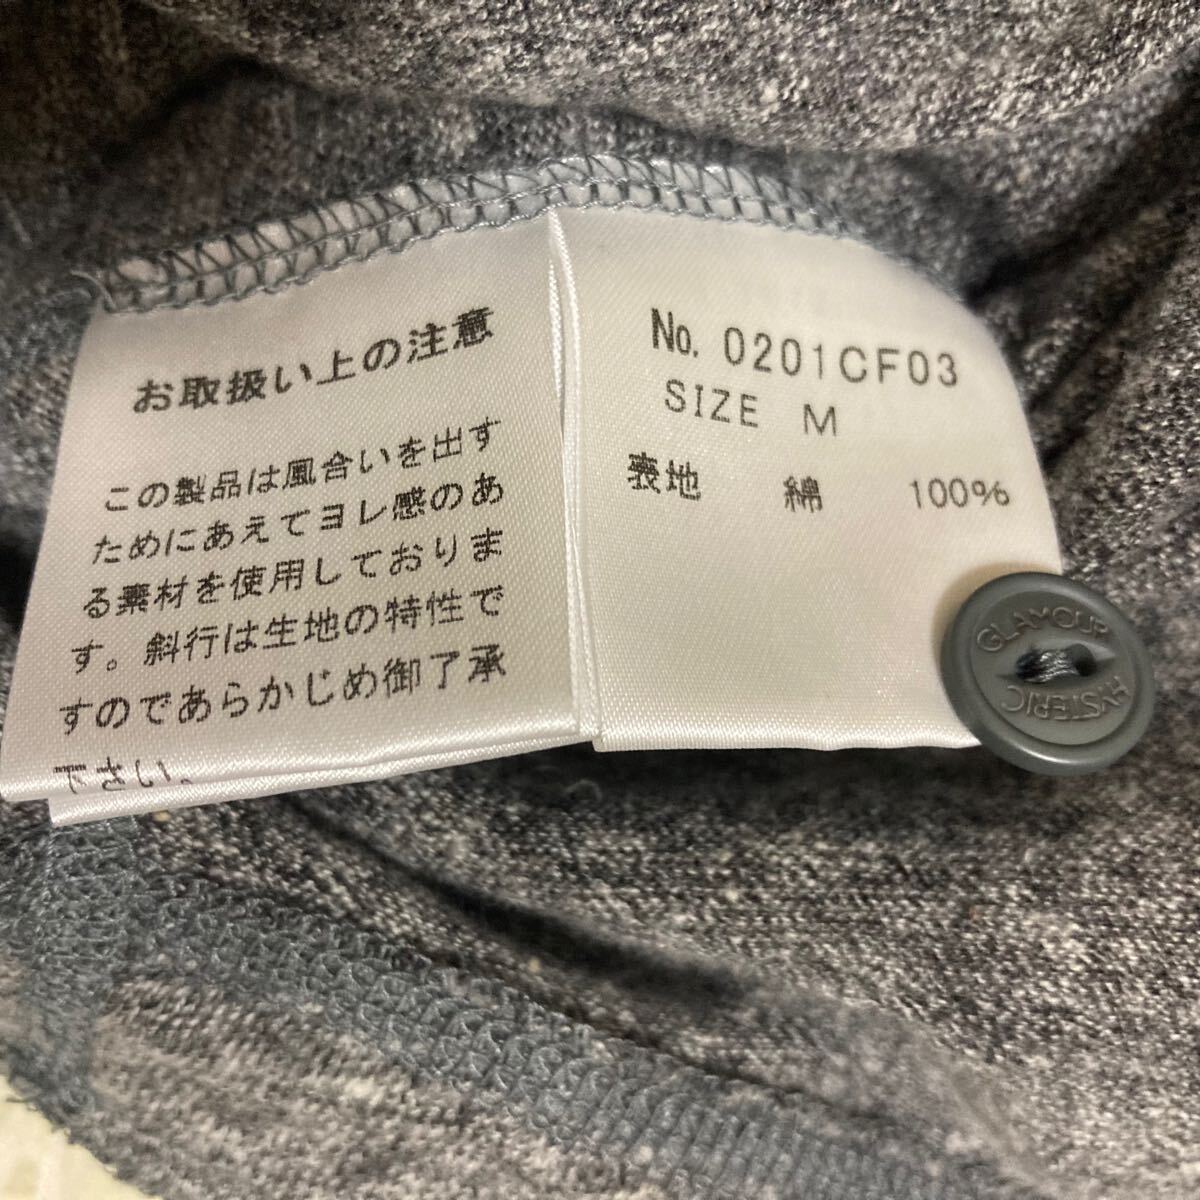 お取扱い上の注意
この製品は風合いを出す
ためにあえてヨレ感のあ
る素材を使用しておりま
す。斜行は生地の特性で
すのであらかじめ御了承
下さい。
No. 0201CF03
SIZE M
表地 綿 100%
GLAMOUR
HYSTERIC